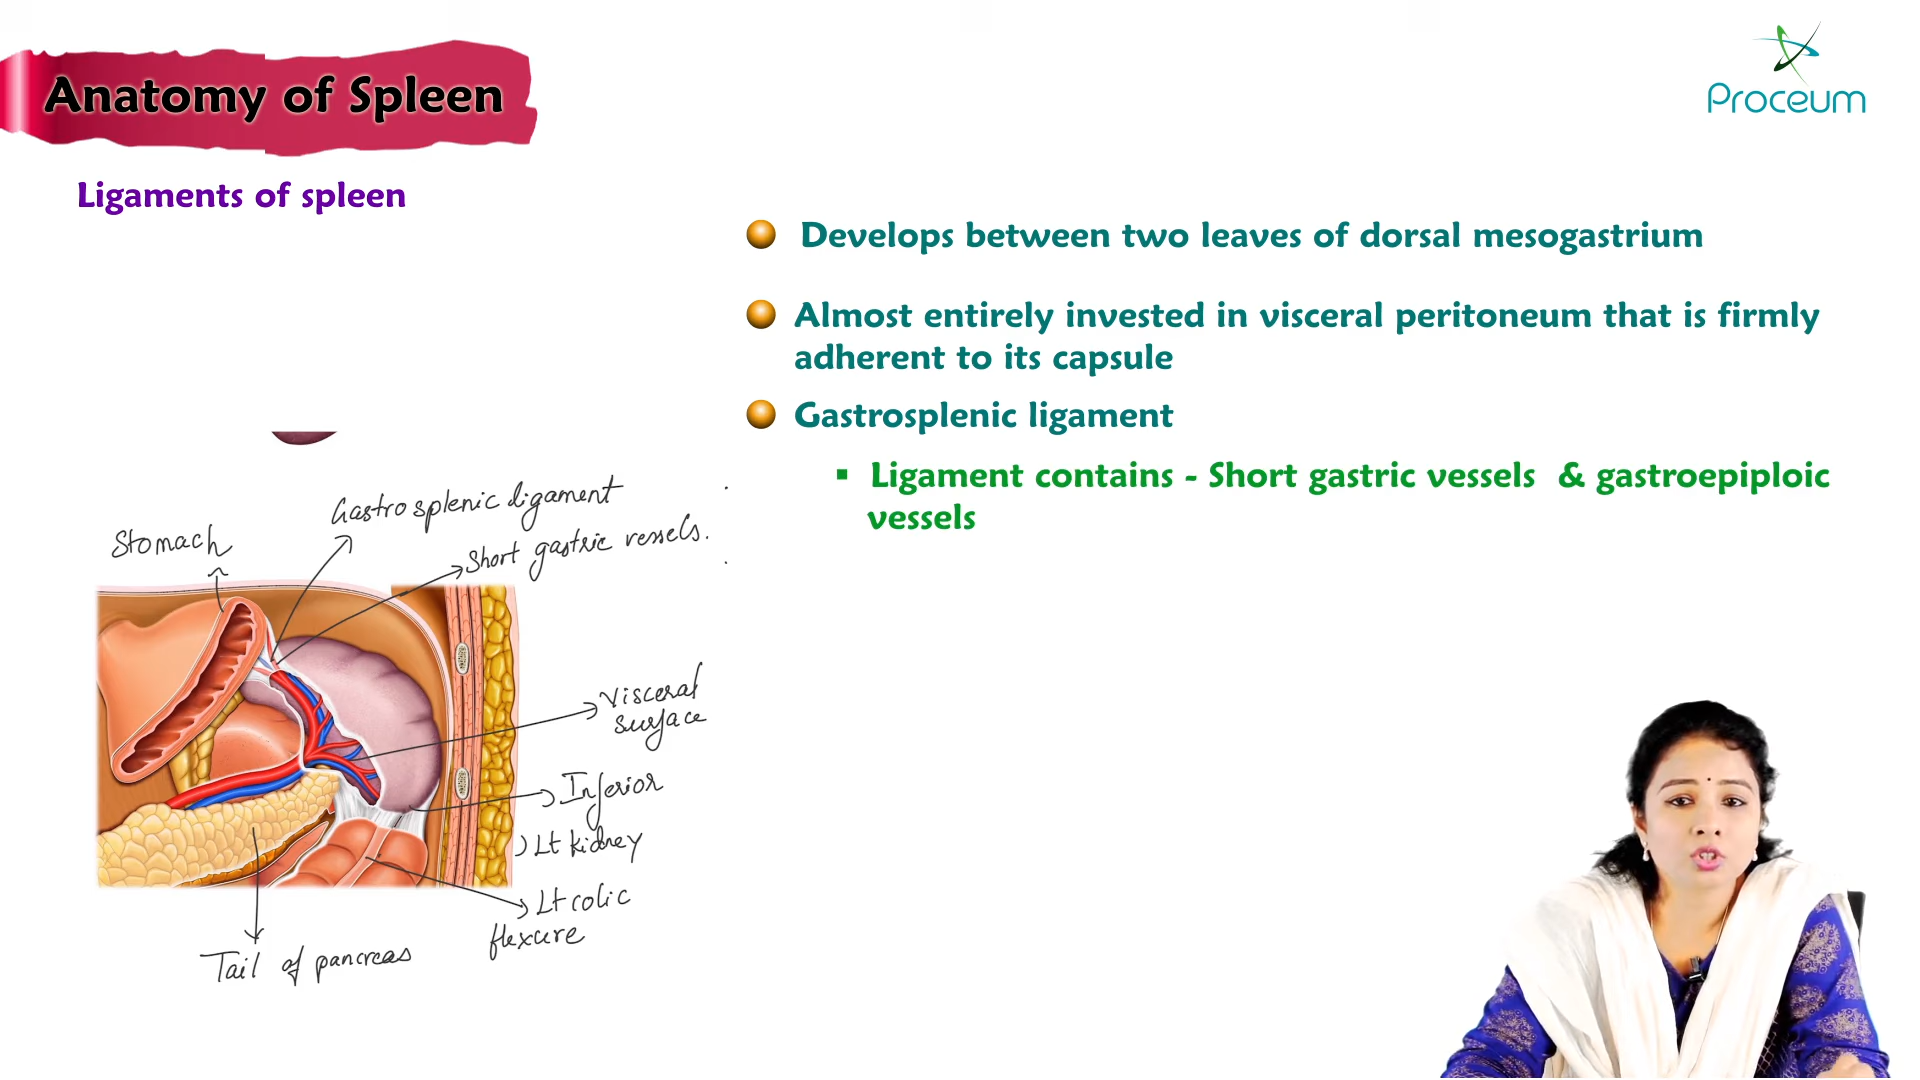 Anatomy of Spleen
Proceum
Ligaments of spleen
Develops between two leaves of dorsal mesogastrium
Almost entirely invested in visceral peritoneum that is firmly
adherent to its capsule
Gastrosplenic ligament
Ligament contains - Short gastric vessels & gastroepiploic
vessels
Gastrosplenic ligament
Stomach
Short gastric vessels.
Visceral
surface
Inferior
Lt kidney
Lt colic
flexure
Tail of pancreas